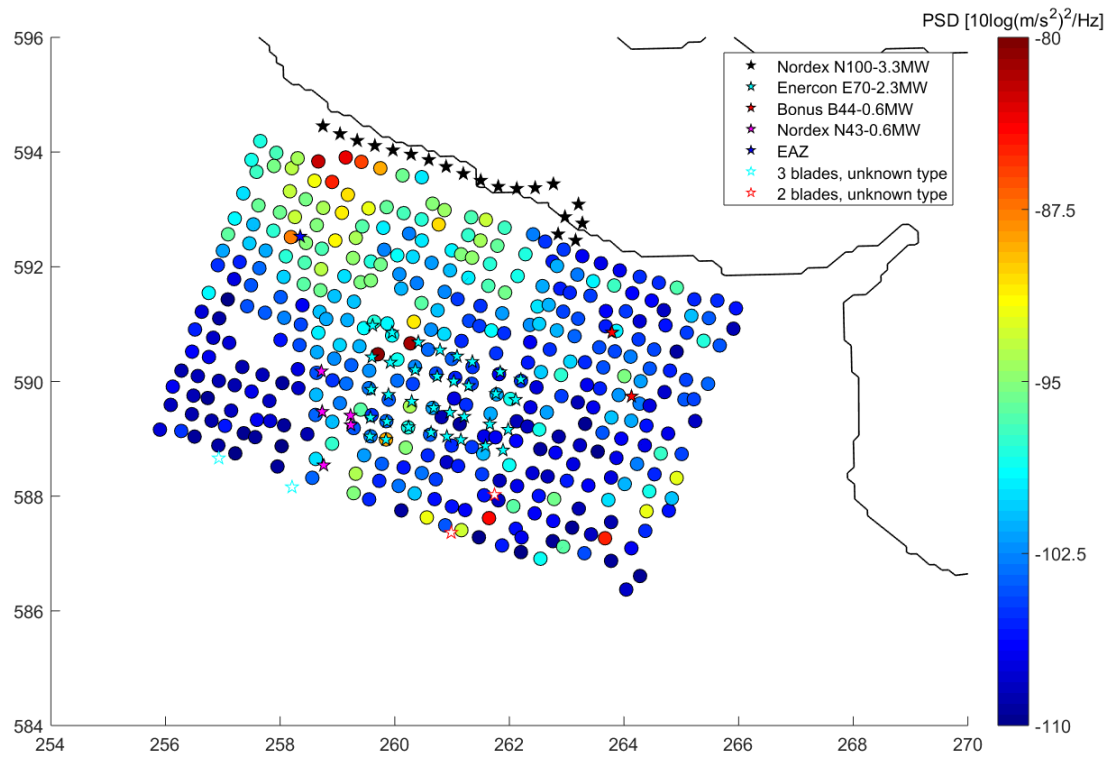 PSD [10log(m/s²)²/Hz]
596
594
592
590
588
586
584
254
256
258
260
262
264
266
268
270
Nordex N100-3.3MW
Enercon E70-2.3MW
Bonus B44-0.6MW
Nordex N43-0.6MW
EAZ
3 blades, unknown type
2 blades, unknown type
-80
-87.5
-95
-102.5
-110